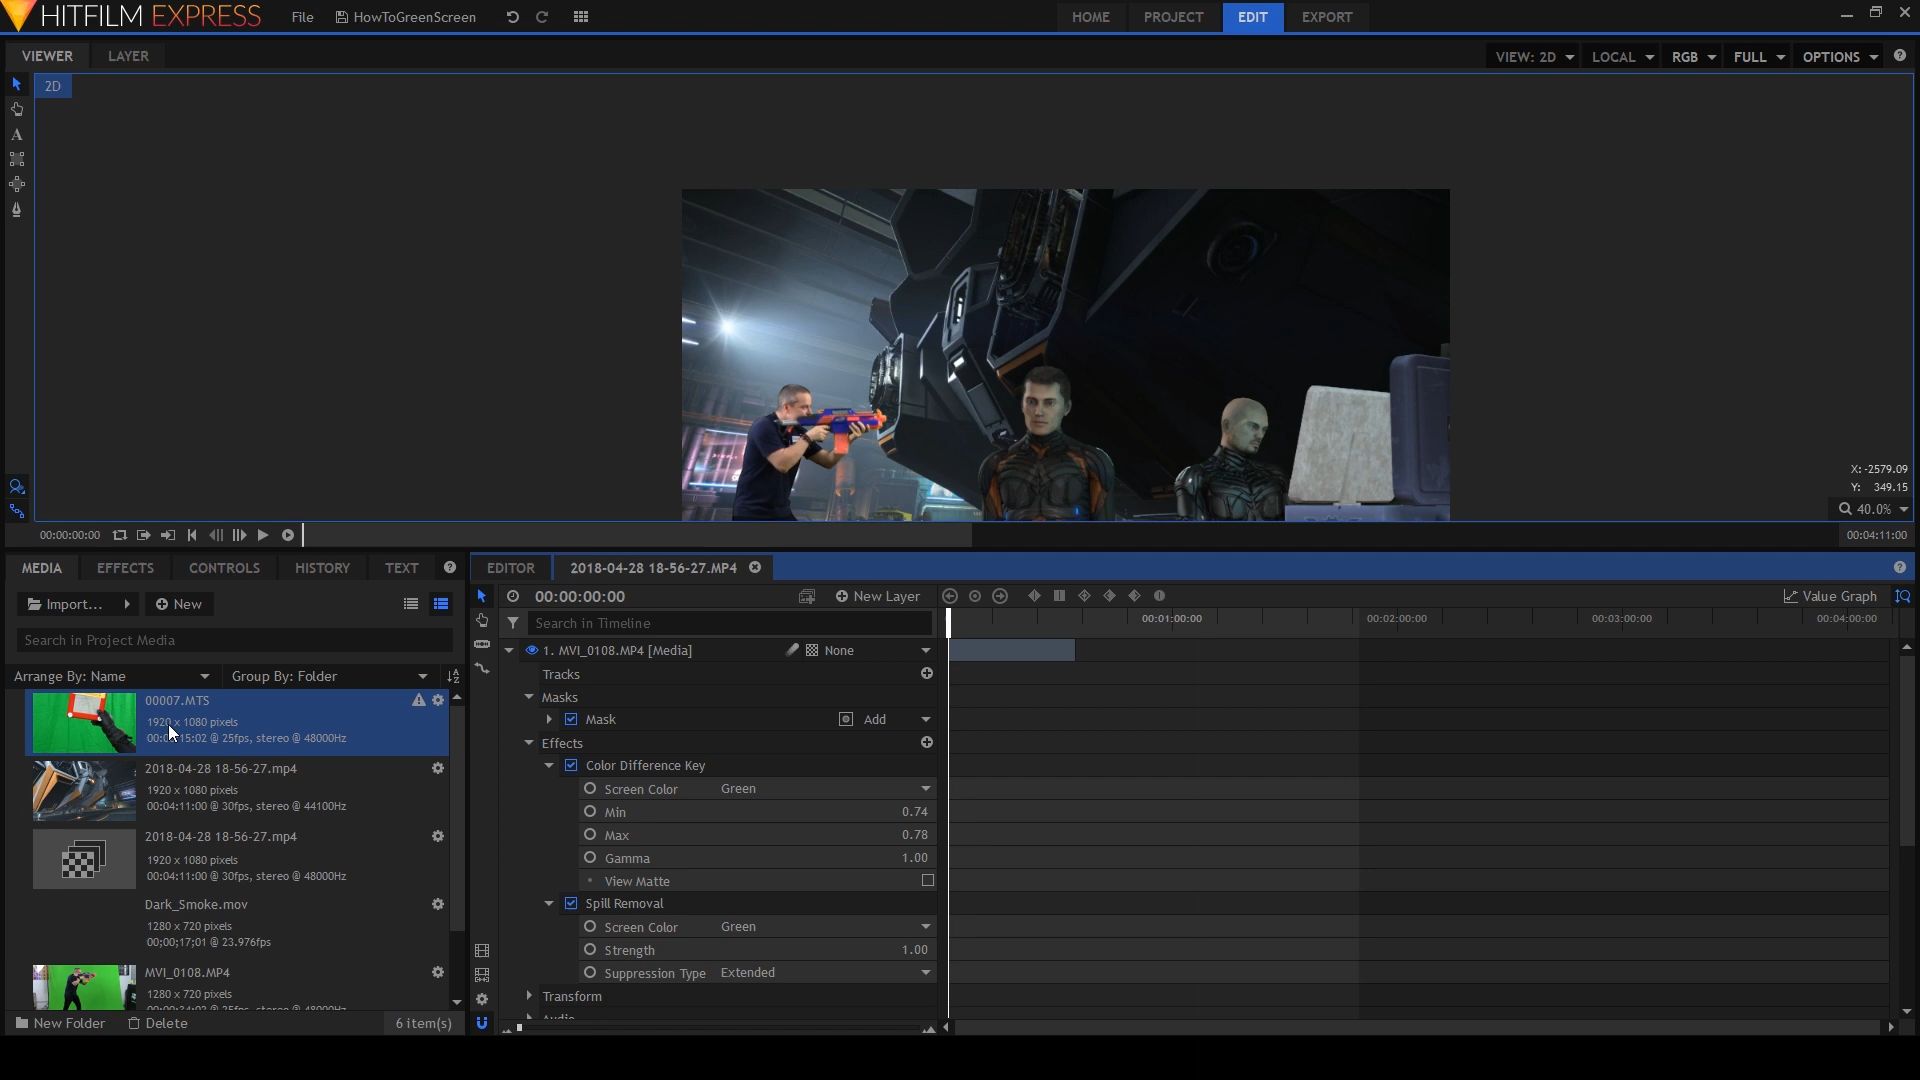 HITFILM EXPRESS
File
HowToGreenScreen
HOME
PROJECT
EDIT
EXPORT
VIEWER
LAYER
VIEW: 2D
LOCAL
RGB
FULL
OPTIONS
2D
X: -2579.09
Y: 349.15
40.0%
00:00:00:00
00:04:11:00
MEDIA
EFFECTS
CONTROLS
HISTORY
TEXT
Import...
New
Search in Project Media
Arrange By: Name
Group By: Folder
00007.MTS
1920 x 1080 pixels
15:02 @ 25fps, stereo @ 48000Hz
2018-04-28 18-56-27.mp4
1920 x 1080 pixels
00:04:11:00 @ 30fps, stereo @ 44100Hz
2018-04-28 18-56-27.mp4
1920 x 1080 pixels
00:04:11:00 @ 30fps, stereo @ 48000Hz
Dark_Smoke.mov
1280 x 720 pixels
00;00;17;01 @ 23.976fps
MVI_0108.MP4
1280 x 720 pixels
New Folder
Delete
6 item(s)
EDITOR
2018-04-28 18-56-27.MP4
00:00:00:00
New Layer
Value Graph
Search in Timeline
00:01:00:00
00:02:00:00
00:03:00:00
00:04:00:00
1. MVI_0108.MP4 [Media]
None
Tracks
Masks
Mask
Add
Effects
Color Difference Key
Screen Color Green
Min 0.74
Max 0.78
Gamma 1.00
View Matte
Spill Removal
Screen Color Green
Strength 1.00
Suppression Type Extended
Transform
Audio